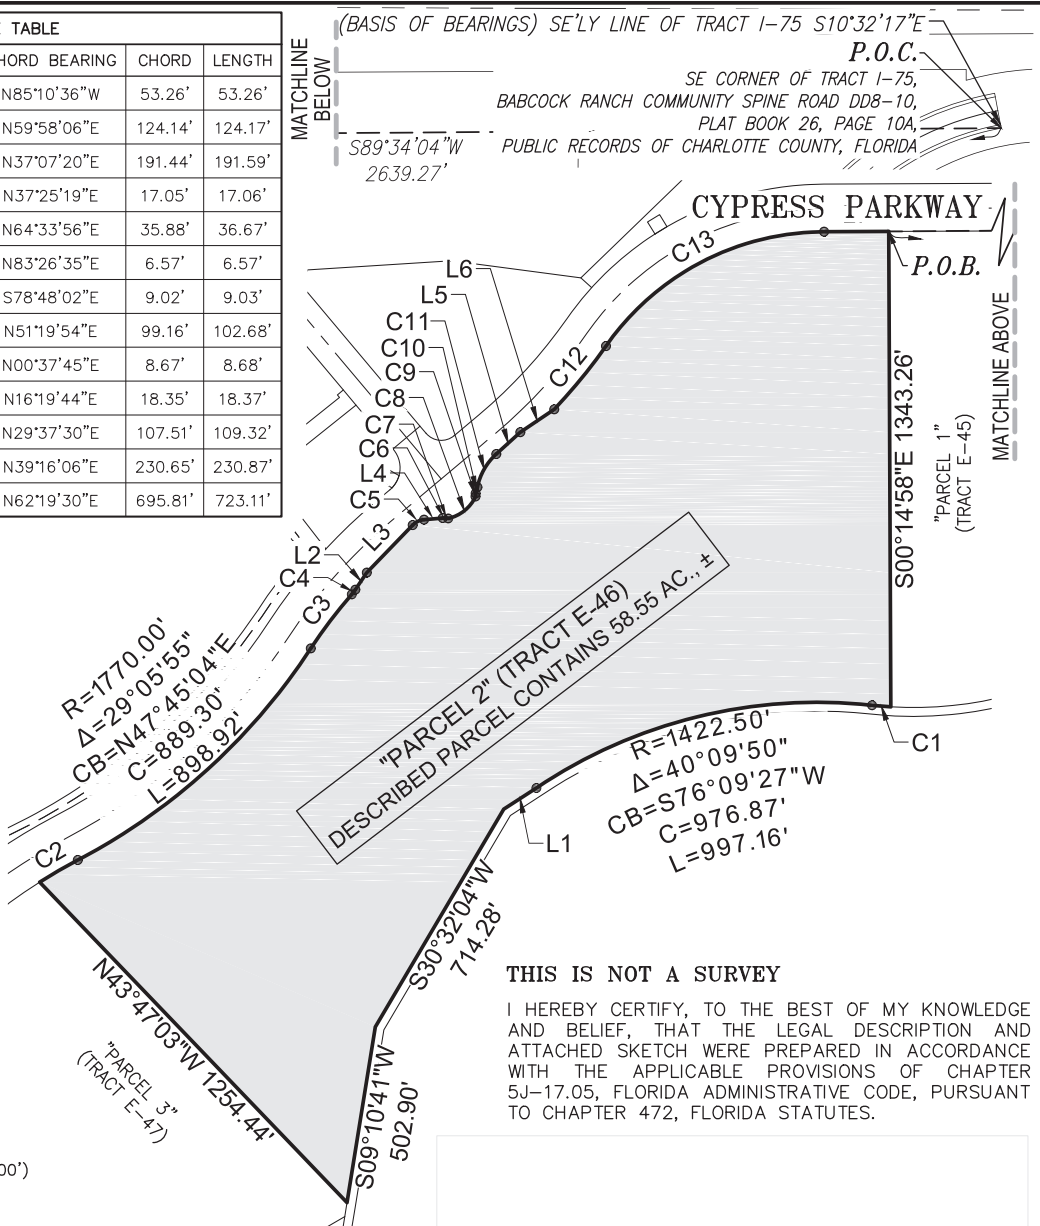 E TABLE
HORD BEARING CHORD LENGTH
N85°10'36"W 53.26' 53.26'
N59°58'06"E 124.14' 124.17'
N37°07'20"E 191.44' 191.59'
N37°25'19"E 17.05' 17.06'
N64°33'56"E 35.88' 36.67'
N83°26'35"E 6.57' 6.57'
S78°48'02"E 9.02' 9.03'
N51°19'54"E 99.16' 102.68'
N00°37'45"E 8.67' 8.68'
N16°19'44"E 18.35' 18.37'
N29°37'30"E 107.51' 109.32'
N39°16'06"E 230.65' 230.87'
N62°19'30"E 695.81' 723.11'
MATCHLINE
BELOW
(BASIS OF BEARINGS) SE'LY LINE OF TRACT I-75 S10°32'17"E
P.O.C.
SE CORNER OF TRACT I-75,
BABCOCK RANCH COMMUNITY SPINE ROAD DD8-10,
PLAT BOOK 26, PAGE 10A,
PUBLIC RECORDS OF CHARLOTTE COUNTY, FLORIDA
S89°34'04"W
2639.27'
CYPRESS PARKWAY
P.O.B.
MATCHLINE ABOVE
C13
L6
L5
C11
C10
C9
C8
C7
C6
L4
C5
C12
L3
L2
C4
C3
S00°14'58"E 1343.26'
"PARCEL 1"
(TRACT E-45)
R=1770.00'
Δ=29°05'55"
CB=N47°45'04"E
C=889.30'
L=898.92'
"PARCEL 2" (TRACT E-46)
DESCRIBED PARCEL CONTAINS 58.55 AC., ±
C1
R=1422.50'
Δ=40°09'50"
CB=S76°09'27"W
C=976.87'
L=997.16'
L1
C2
S30°32'04"W
714.28'
N43°47'03"W 1254.44'
"PARCEL 3"
(TRACT E-47)
S09°10'41"W
502.90'
THIS IS NOT A SURVEY
I HEREBY CERTIFY, TO THE BEST OF MY KNOWLEDGE
AND BELIEF, THAT THE LEGAL DESCRIPTION AND
ATTACHED SKETCH WERE PREPARED IN ACCORDANCE
WITH THE APPLICABLE PROVISIONS OF CHAPTER
5J-17.05, FLORIDA ADMINISTRATIVE CODE, PURSUANT
TO CHAPTER 472, FLORIDA STATUTES.
00')